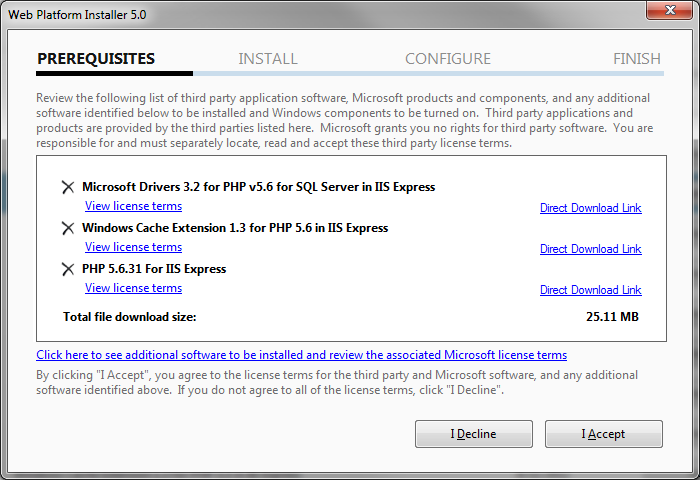 Web Platform Installer 5.0
PREREQUISITES INSTALL CONFIGURE FINISH
Review the following list of third party application software, Microsoft products and components, and any additional
software identified below to be installed and Windows components to be turned on.  Third party applications and
products are provided by the third parties listed here.  Microsoft grants you no rights for third party software.  You are
responsible for and must separately locate, read and accept these third party license terms.
Microsoft Drivers 3.2 for PHP v5.6 for SQL Server in IIS Express
View license terms Direct Download Link
Windows Cache Extension 1.3 for PHP 5.6 in IIS Express
View license terms Direct Download Link
PHP 5.6.31 For IIS Express
View license terms Direct Download Link
Total file download size: 25.11 MB
Click here to see additional software to be installed and review the associated Microsoft license terms
By clicking "I Accept", you agree to the license terms for the third party and Microsoft software, and any additional
software identified above.  If you do not agree to all of the license terms, click "I Decline".
I Decline I Accept